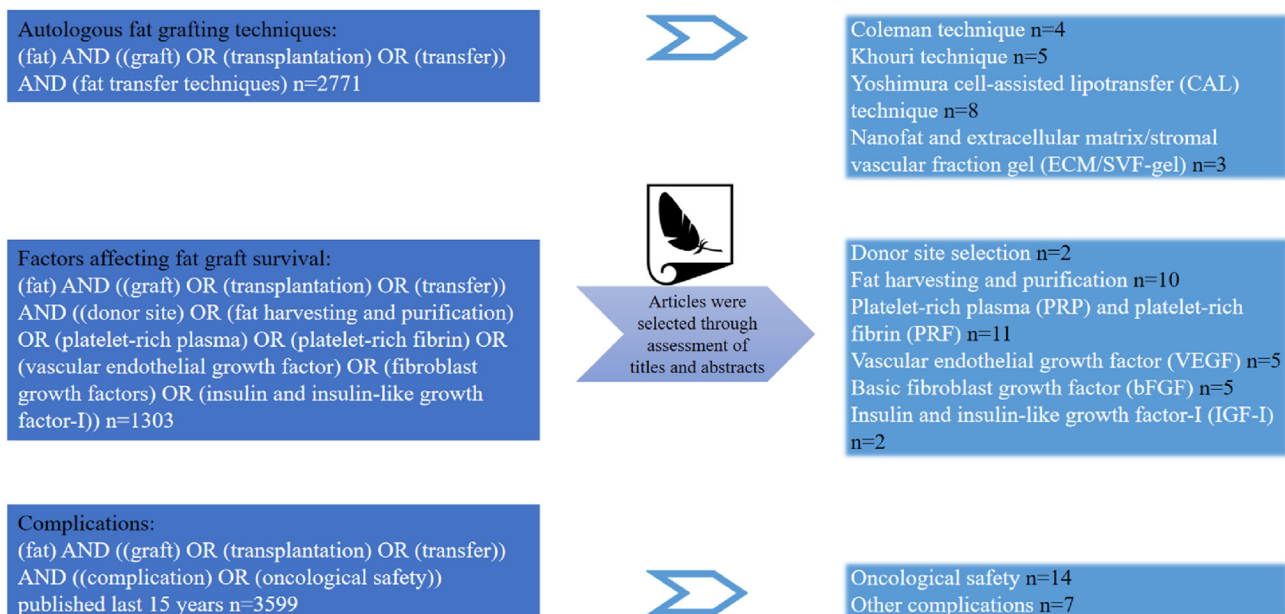 Autologous fat grafting techniques:
(fat) AND ((graft) OR (transplantation) OR (transfer))
AND (fat transfer techniques) n=2771
Coleman technique n=4
Khouri technique n=5
Yoshimura cell-assisted lipotransfer (CAL)
technique n=8
Nanofat and extracellular matrix/stromal
vascular fraction gel (ECM/SVF-gel) n=3
Factors affecting fat graft survival:
(fat) AND ((graft) OR (transplantation) OR (transfer))
AND ((donor site) OR (fat harvesting and purification)
OR (platelet-rich plasma) OR (platelet-rich fibrin) OR
(vascular endothelial growth factor) OR (fibroblast
growth factors) OR (insulin and insulin-like growth
factor-I)) n=1303
Articles were
selected through
assessment of
titles and abstracts
Donor site selection n=2
Fat harvesting and purification n=10
Platelet-rich plasma (PRP) and platelet-rich
fibrin (PRF) n=11
Vascular endothelial growth factor (VEGF) n=5
Basic fibroblast growth factor (bFGF) n=5
Insulin and insulin-like growth factor-I (IGF-I)
n=2
Complications:
(fat) AND ((graft) OR (transplantation) OR (transfer))
AND ((complication) OR (oncological safety))
published last 15 years n=3599
Oncological safety n=14
Other complications n=7